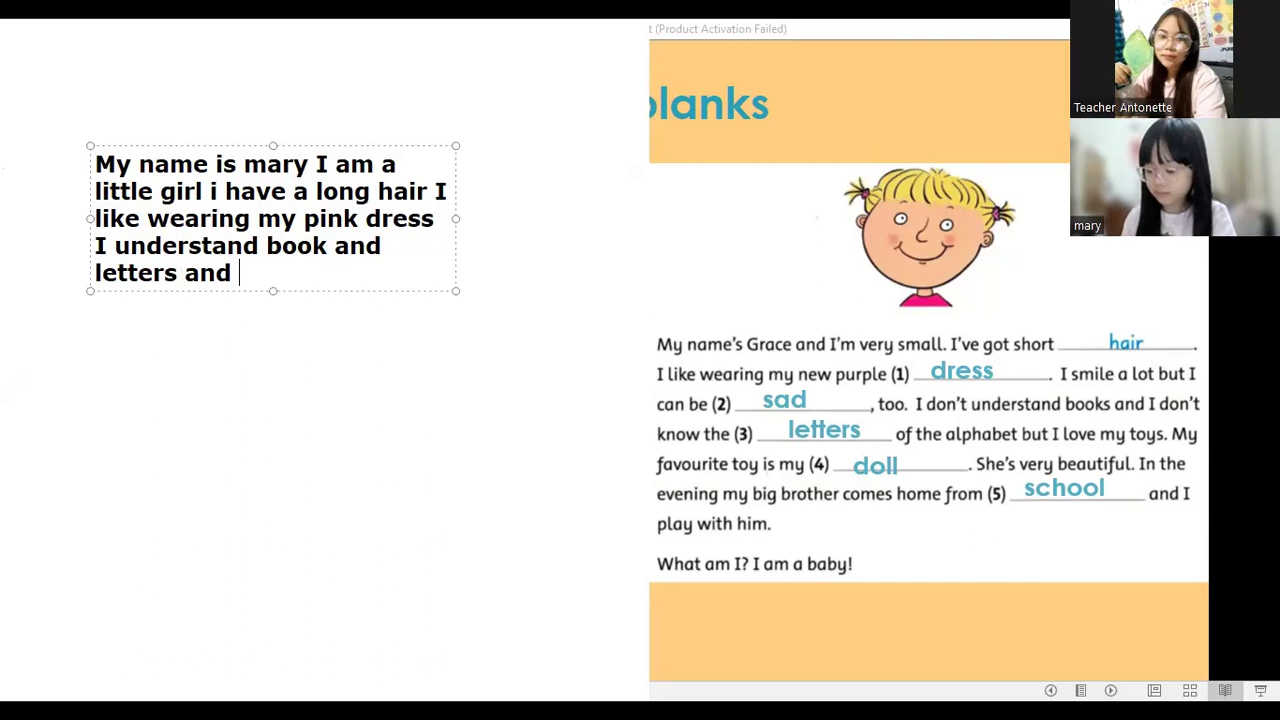 t (Product Activation Failed)
blanks
Teacher Antonette
mary
My name is mary I am a
little girl i have a long hair I
like wearing my pink dress
I understand book and
letters and
My name's Grace and I'm very small. I've got short hair.
I like wearing my new purple (1) dress. I smile a lot but I
can be (2) sad, too. I don't understand books and I don't
know the (3) letters of the alphabet but I love my toys. My
favourite toy is my (4) doll. She's very beautiful. In the
evening my big brother comes home from (5) school and I
play with him.
What am I? I am a baby!